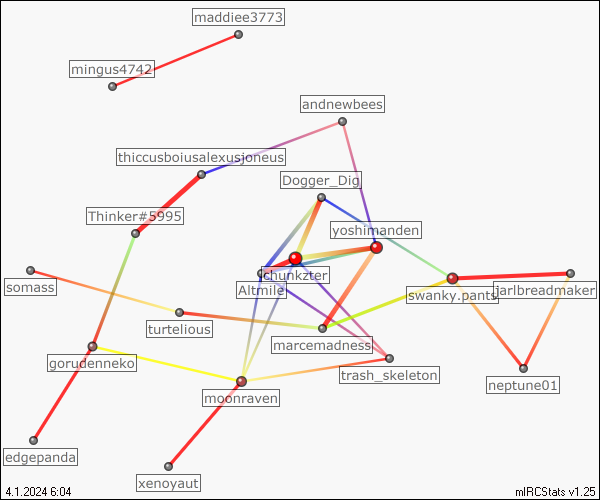 maddiee3773
mingus4742
andnewbees
thiccusboiusalexusjoneus
Dogger_Dig
Thinker#5995
yoshimanden
chunkzter
somass
Altmile
swanky.pants
jarlbreadmaker
turtelious
marcemadness
gorudenneko
trash_skeleton
neptune01
moonraven
edgepanda
xenoyaut
4.1.2024 6:04
mIRCStats v1.25